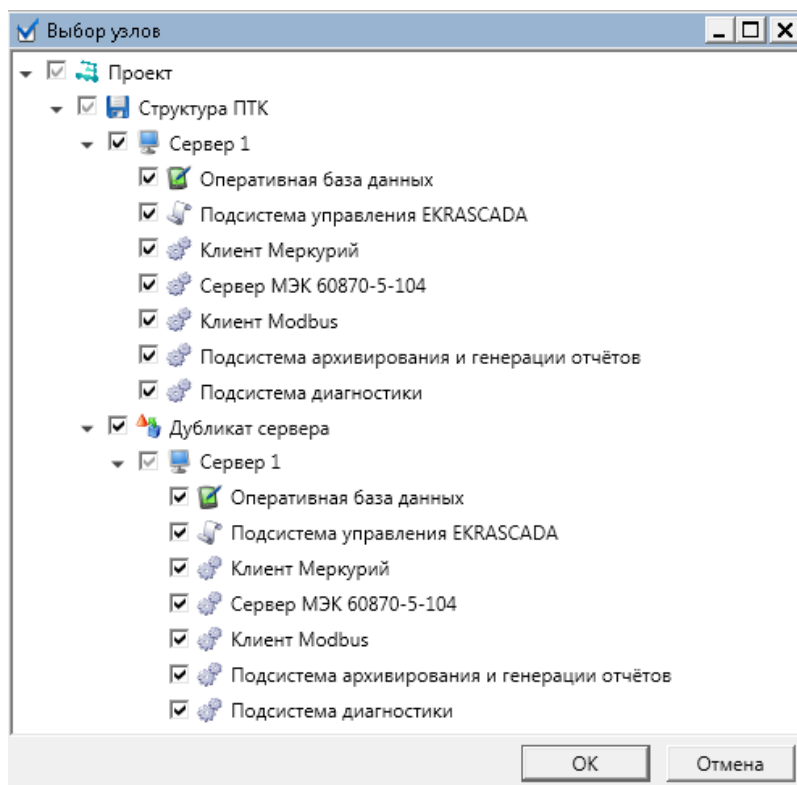 Выбор узлов
Проект
Структура ПТК
Сервер 1
Оперативная база данных
Подсистема управления EKRASCADA
Клиент Меркурий
Сервер МЭК 60870-5-104
Клиент Modbus
Подсистема архивирования и генерации отчётов
Подсистема диагностики
Дубликат сервера
Сервер 1
Оперативная база данных
Подсистема управления EKRASCADA
Клиент Меркурий
Сервер МЭК 60870-5-104
Клиент Modbus
Подсистема архивирования и генерации отчётов
Подсистема диагностики
ОК Отмена